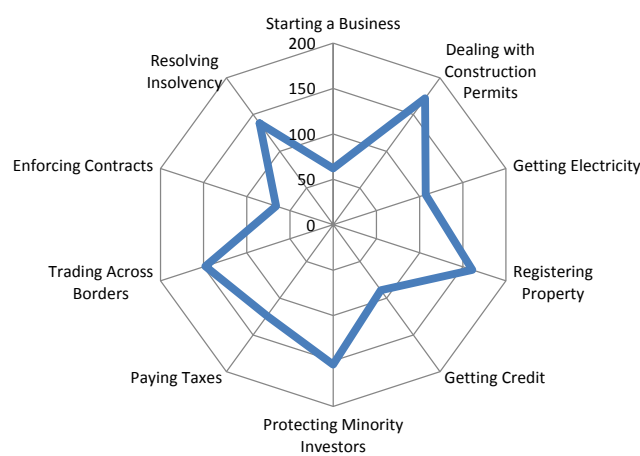 Starting a Business
200
Dealing with
Construction
Permits
Resolving
Insolvency
150
100
Enforcing Contracts
50
Getting Electricity
0
Trading Across
Borders
Registering
Property
Paying Taxes
Getting Credit
Protecting Minority
Investors